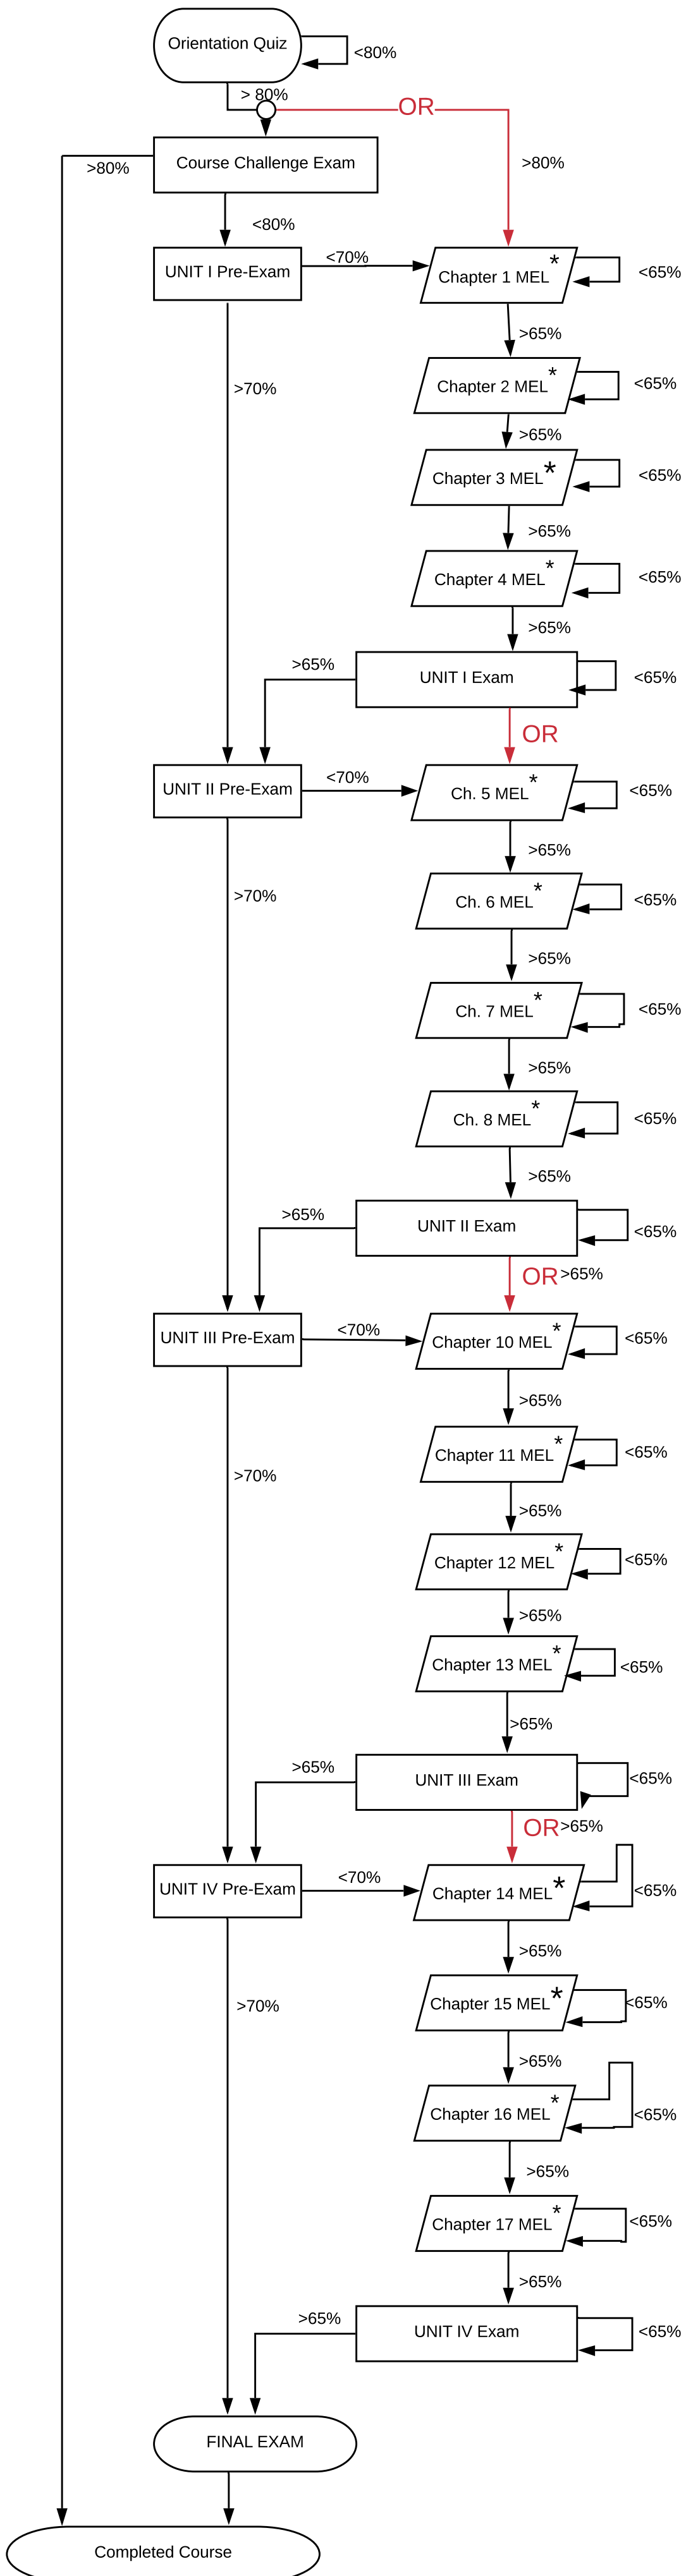 Orientation Quiz
<80%
> 80%
OR
>80%
Course Challenge Exam
>80%
<80%
UNIT I Pre-Exam
<70%
Chapter 1 MEL*
<65%
>65%
>70%
Chapter 2 MEL*
<65%
>65%
Chapter 3 MEL*
<65%
>65%
Chapter 4 MEL*
<65%
>65%
>65%
UNIT I Exam
<65%
OR
UNIT II Pre-Exam
<70%
Ch. 5 MEL*
<65%
>65%
>70%
Ch. 6 MEL*
<65%
>65%
Ch. 7 MEL*
<65%
>65%
Ch. 8 MEL*
<65%
>65%
>65%
UNIT II Exam
<65%
OR >65%
UNIT III Pre-Exam
<70%
Chapter 10 MEL*
<65%
>65%
Chapter 11 MEL*
<65%
>70%
>65%
Chapter 12 MEL*
<65%
>65%
Chapter 13 MEL*
<65%
>65%
>65%
UNIT III Exam
<65%
OR >65%
UNIT IV Pre-Exam
<70%
Chapter 14 MEL*
<65%
>65%
>70%
Chapter 15 MEL*
<65%
>65%
Chapter 16 MEL*
<65%
>65%
Chapter 17 MEL*
<65%
>65%
>65%
UNIT IV Exam
<65%
FINAL EXAM
Completed Course